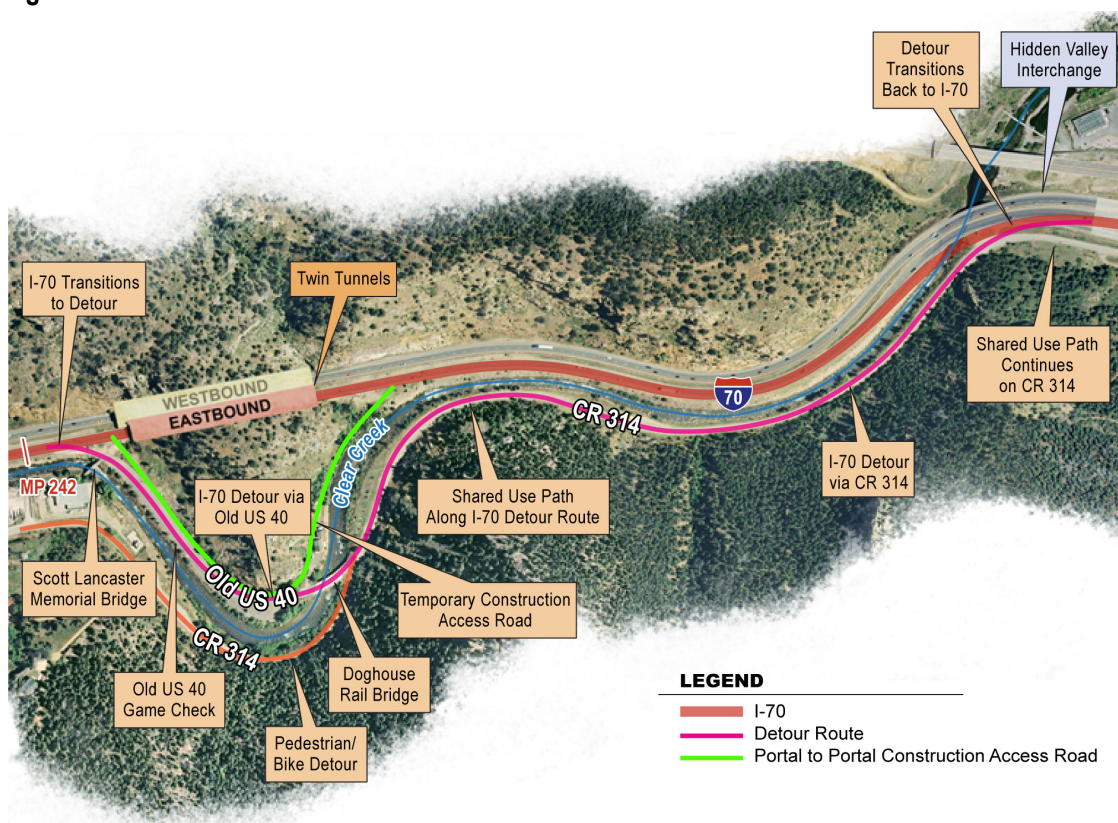 Detour
Transitions
Back to I-70
Hidden Valley
Interchange
I-70 Transitions
to Detour
Twin Tunnels
WESTBOUND
EASTBOUND
70
CR 314
Shared Use Path
Continues
on CR 314
Clear Creek
MP 242
I-70 Detour via
Old US 40
Shared Use Path
Along I-70 Detour Route
I-70 Detour
via CR 314
Scott Lancaster
Memorial Bridge
Old US 40
Temporary Construction
Access Road
CR 314
Old US 40
Game Check
Doghouse
Rail Bridge
Pedestrian/
Bike Detour
LEGEND
I-70
Detour Route
Portal to Portal Construction Access Road